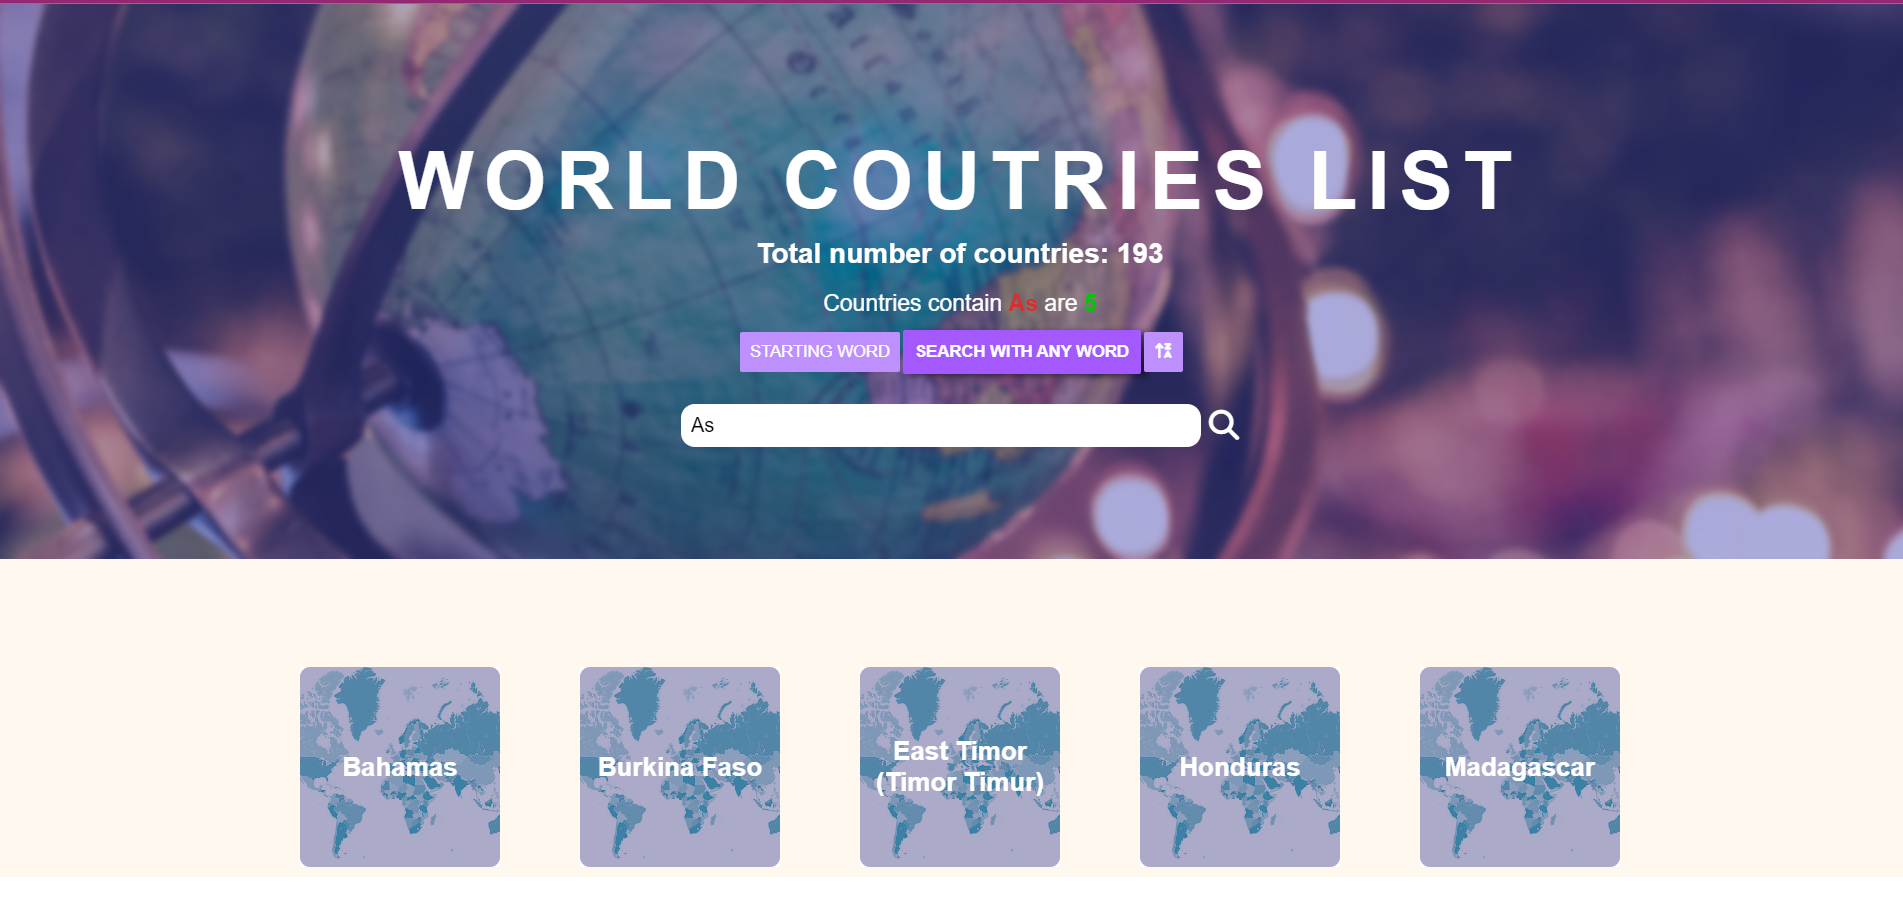 WORLD COUTRIES LIST
Total number of countries: 193
Countries contain As are 5
STARTING WORD
SEARCH WITH ANY WORD
As
Bahamas
Burkina Faso
East Timor
(Timor Timur)
Honduras
Madagascar